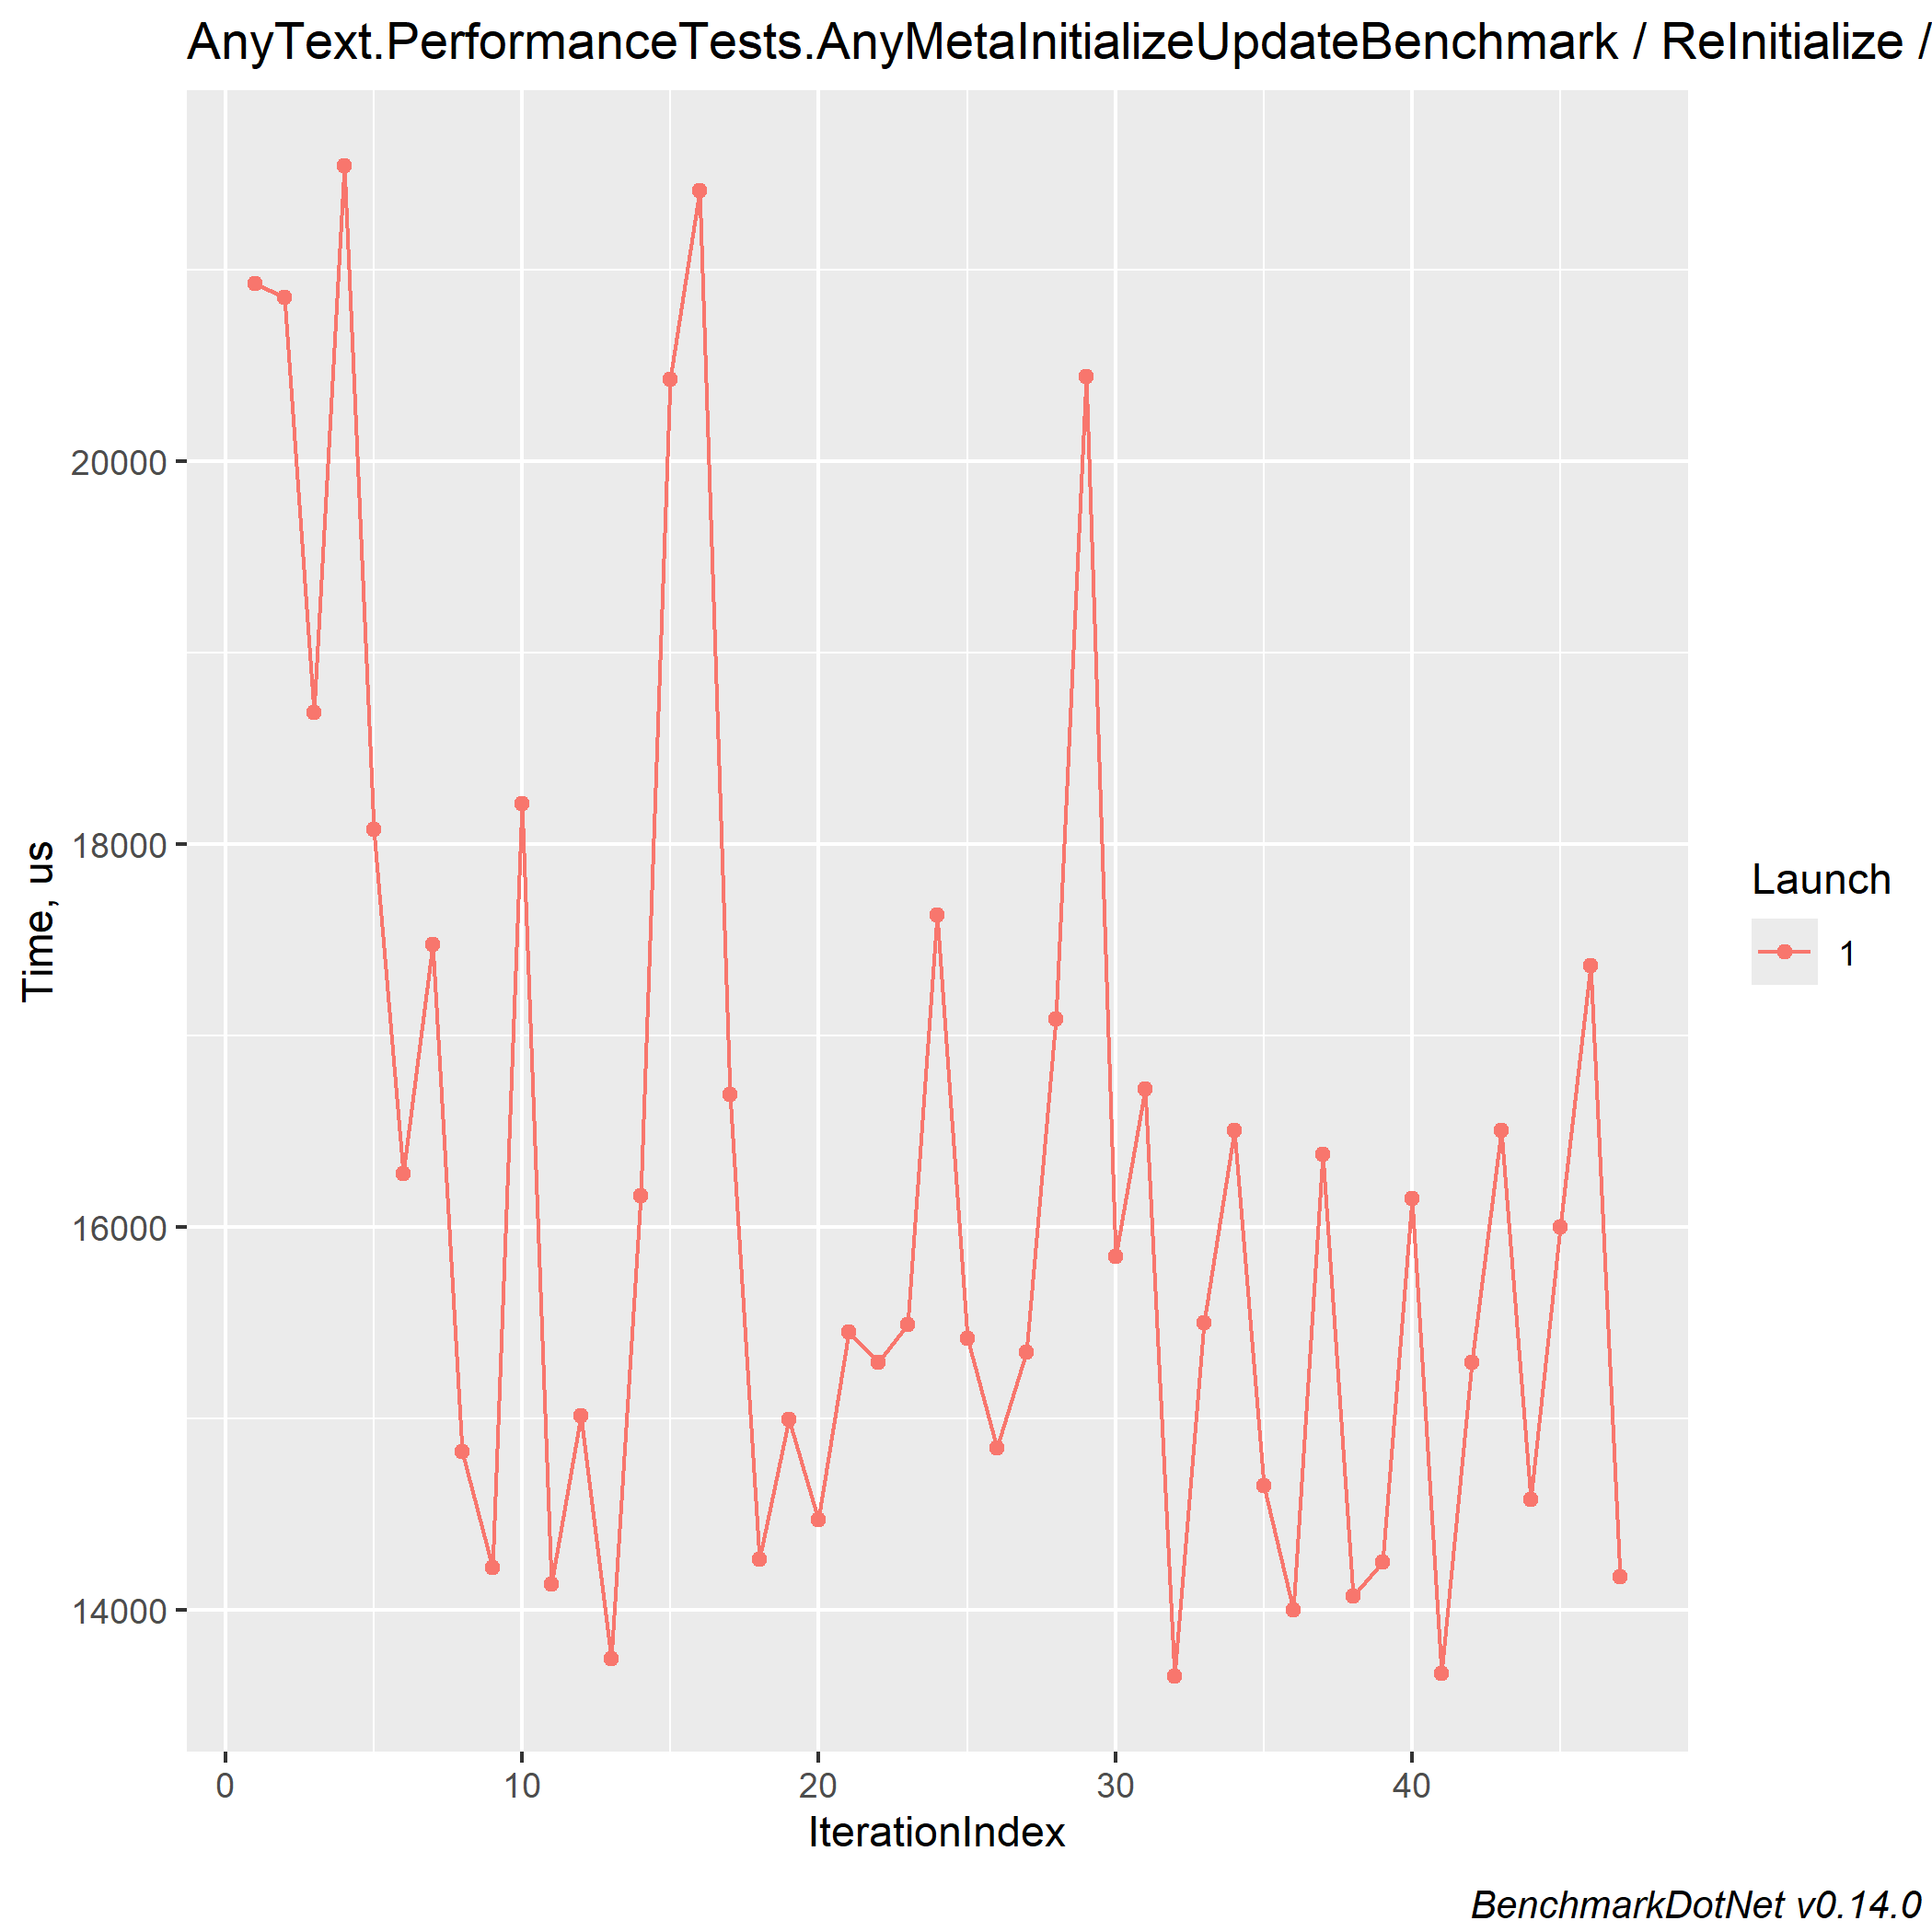 AnyText.PerformanceTests.AnyMetaInitializeUpdateBenchmark / ReInitialize /
Time, us
20000
18000
16000
14000
0 10 20 30 40
IterationIndex
Launch
1
BenchmarkDotNet v0.14.0